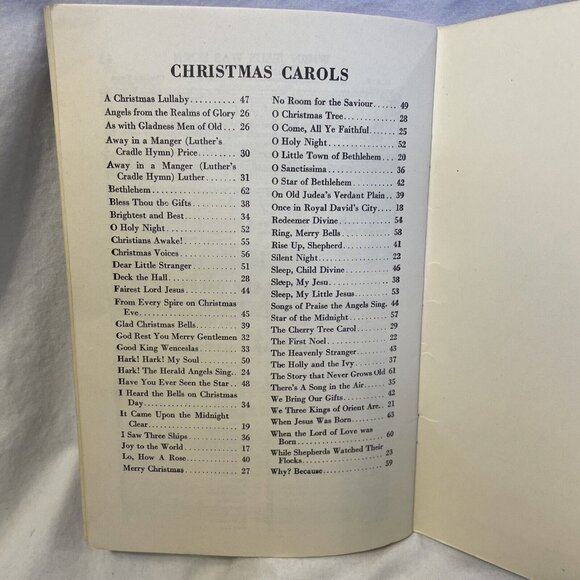 CHRISTMAS CAROLS
A Christmas Lullaby.......... 47
Angels from the Realms of Glory 26
As with Gladness Men of Old... 26
Away in a Manger (Luther's
Cradle Hymn) Price.......... 30
Away in a Manger (Luther's
Cradle Hymn) Luther......... 31
Bethlehem.................... 62
Bless Thou the Gifts........... 38
Brightest and Best............. 34
O Holy Night................. 52
Christians Awake!............. 55
Christmas Voices.............. 56
Dear Little Stranger........... 51
Deck the Hall................. 28
Fairest Lord Jesus............. 44
From Every Spire on Christmas
Eve......................... 45
Glad Christmas Bells........... 39
God Rest You Merry Gentlemen 32
Good King Wenceslas.......... 33
Hark! Hark! My Soul.......... 50
Hark! The Herald Angels Sing.. 24
Have You Ever Seen the Star.. 48
I Heard the Bells on Christmas
Day......................... 34
It Came Upon the Midnight
Clear....................... 19
I Saw Three Ships............. 36
Joy to the World.............. 17
Lo, How A Rose............... 40
Merry Christmas.............. 27
No Room for the Saviour...... 49
O Christmas Tree............. 28
O Come, All Ye Faithful....... 25
O Holy Night................. 52
O Little Town of Bethlehem... 20
O Sanctissima................ 36
O Star of Bethlehem.......... 42
On Old Judea's Verdant Plain.. 39
Once in Royal David's City.... 18
Redeemer Divine............. 54
Ring, Merry Bells............. 58
Rise Up, Shepherd............ 41
Silent Night.................. 22
Sleep, Child Divine........... 46
Sleep, My Jesu............... 38
Sleep, My Little Jesus......... 53
Songs of Praise the Angels Sing. 44
Star of the Midnight........... 57
The Cherry Tree Carol........ 29
The First Noel............... 22
The Heavenly Stranger........ 43
The Holly and the Ivy......... 37
The Story that Never Grows Old 61
There's A Song in the Air...... 35
We Bring Our Gifts........... 42
We Three Kings of Orient Are.. 21
When Jesus Was Born......... 63
When the Lord of Love was
Born....................... 60
While Shepherds Watched Their
Flocks...................... 23
Why? Because................ 59